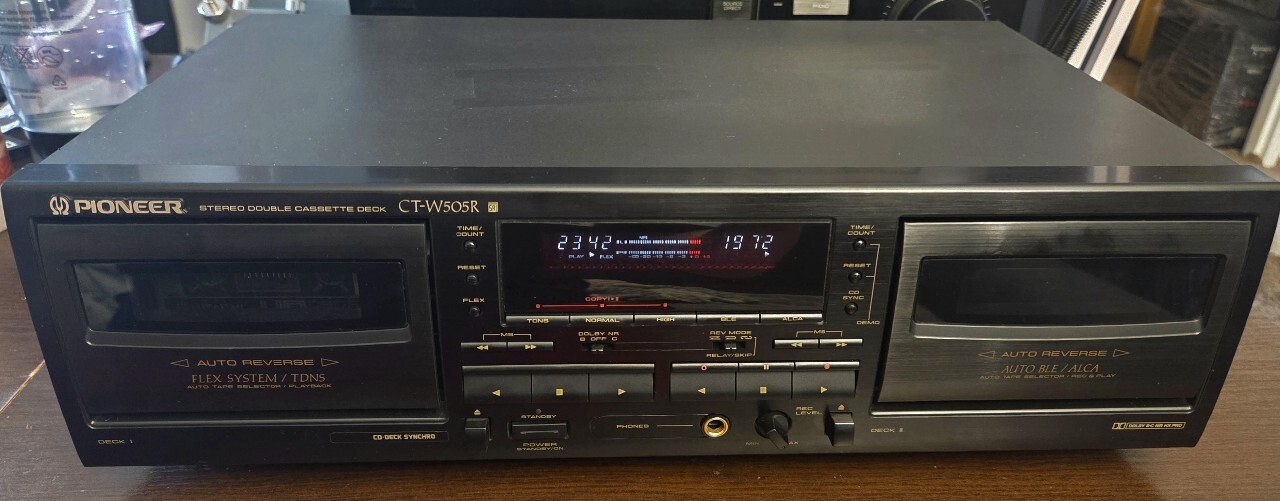 PIONEER STEREO DOUBLE CASSETTE DECK CT-W505R
TIME/
COUNT
RESET
FLEX
2342
PLAY FLEX
1972
COPY I▸II
TDNS NORMAL HIGH BLE ALCA
TIME/
COUNT
RESET
CD
SYNC
DEMO
MS
DOLBY NR
B OFF C
REV MODE
RELAY/SKIP
MS
AUTO REVERSE
FLEX SYSTEM / TDNS
AUTO TAPE SELECTOR / PLAYBACK
AUTO REVERSE
AUTO BLE / ALCA
AUTO TAPE SELECTOR / REC & PLAY
DECK I
CD-DECK SYNCHRO
STANDBY
POWER
STANDBY/ON
PHONES
REC
LEVEL
DECK II
DOLBY B-C NR HX PRO